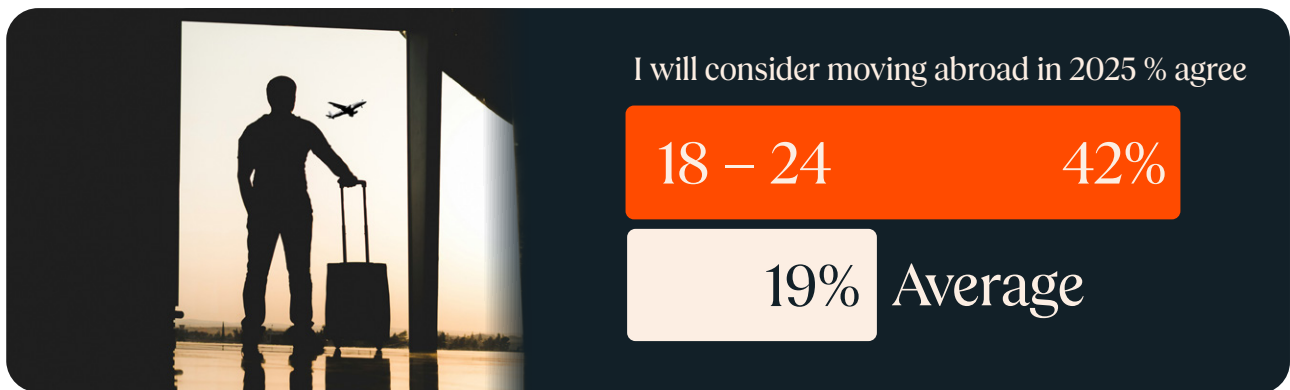 I will consider moving abroad in 2025 % agree
18 – 24 42%
19% Average